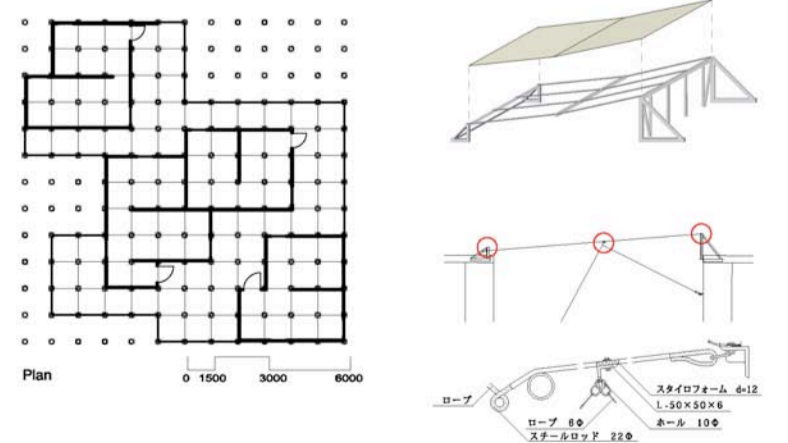 Plan
0 1500 3000 6000
ロープ
スタイロフォーム d=12
L-50×50×6
ロープ 6Φ
ホール 10Φ
スチールロッド 22Φ